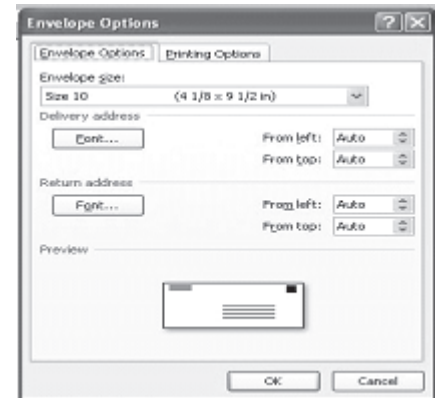 Envelope Options
Envelope Options Printing Options
Envelope size:
Size 10 (4 1/8 x 9 1/2 in)
Delivery address
Font... From left: Auto
From top: Auto
Return address
Font... From left: Auto
From top: Auto
Preview
OK Cancel